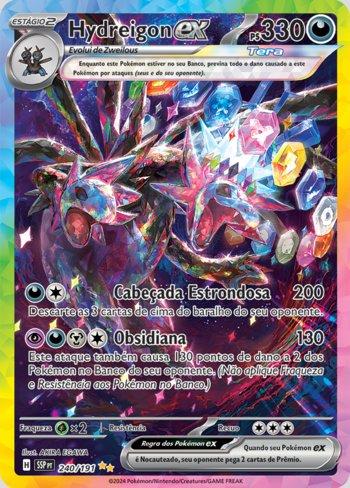 ESTÁGIO 2
Hydreigon ex
PS 330
Evolui de Zweilous
Tera
Enquanto este Pokémon estiver no seu Banco, previna todo o dano causado a este
Pokémon por ataques (seus e do seu oponente).
Cabeçada Estrondosa 200
Descarte as 3 cartas de cima do baralho do seu oponente.
Obsidiana 130
Este ataque também causa 130 pontos de dano a 2 dos
Pokémon no Banco do seu oponente. (Não aplique Fraqueza
e Resistência aos Pokémon no Banco.)
Fraqueza ×2 Resistência Recuo
Regra dos Pokémon ex
Quando seu Pokémon ex
é Nocauteado, seu oponente pega 2 cartas de Prêmio.
Ilust. AKIRA EGAWA
H SSP PT 240/191
©2024 Pokémon/Nintendo/Creatures/GAME FREAK